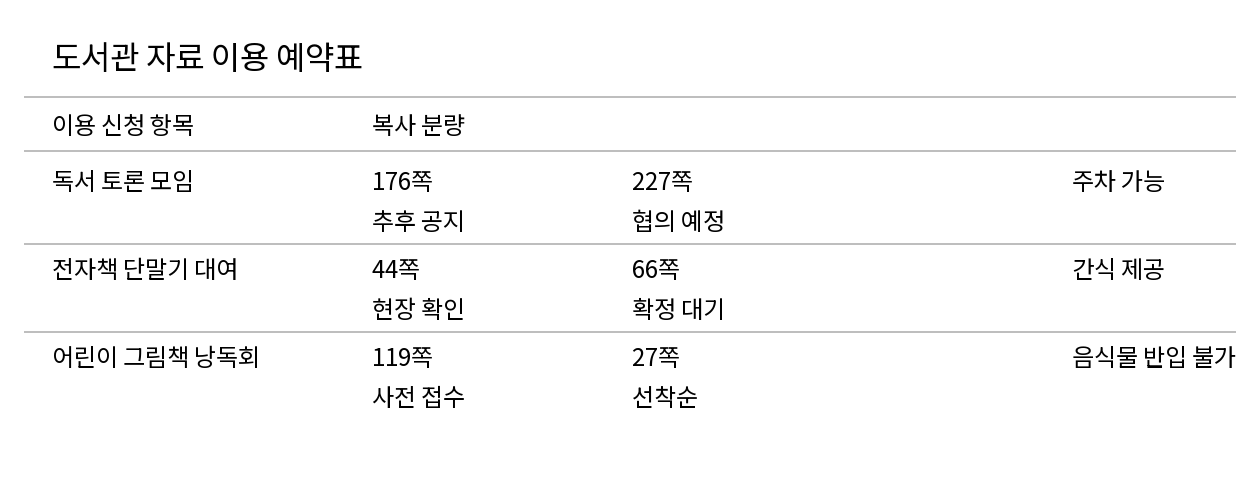 도서관 자료 이용 예약표
이용 신청 항목 복사 분량
독서 토론 모임 176쪽 227쪽 주차 가능
추후 공지 협의 예정
전자책 단말기 대여 44쪽 66쪽 간식 제공
현장 확인 확정 대기
어린이 그림책 낭독회 119쪽 27쪽 음식물 반입 불가
사전 접수 선착순